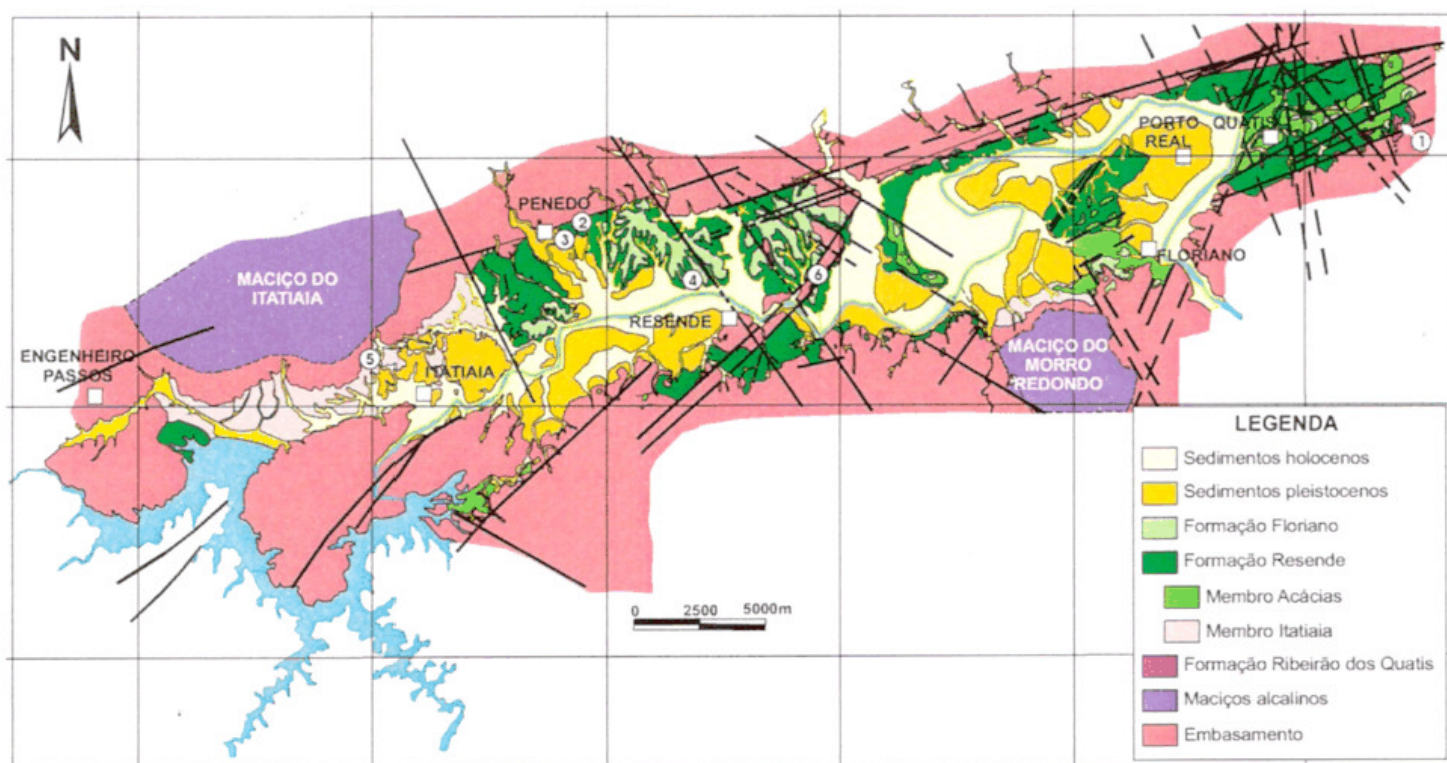 N
PORTO QUATIS
REAL
1
PENEDO
2
3
MACIÇO DO
ITATIAIA
4
6
FLORIANO
RESENDE
ENGENHEIRO
PASSOS
5
ITATIAIA
MACIÇO DO
MORRO
REDONDO
LEGENDA
Sedimentos holocenos
Sedimentos pleistocenos
Formação Floriano
Formação Resende
Membro Acácias
Membro Itatiaia
Formação Ribeirão dos Quatis
Maciços alcalinos
Embasamento
0 2500 5000m